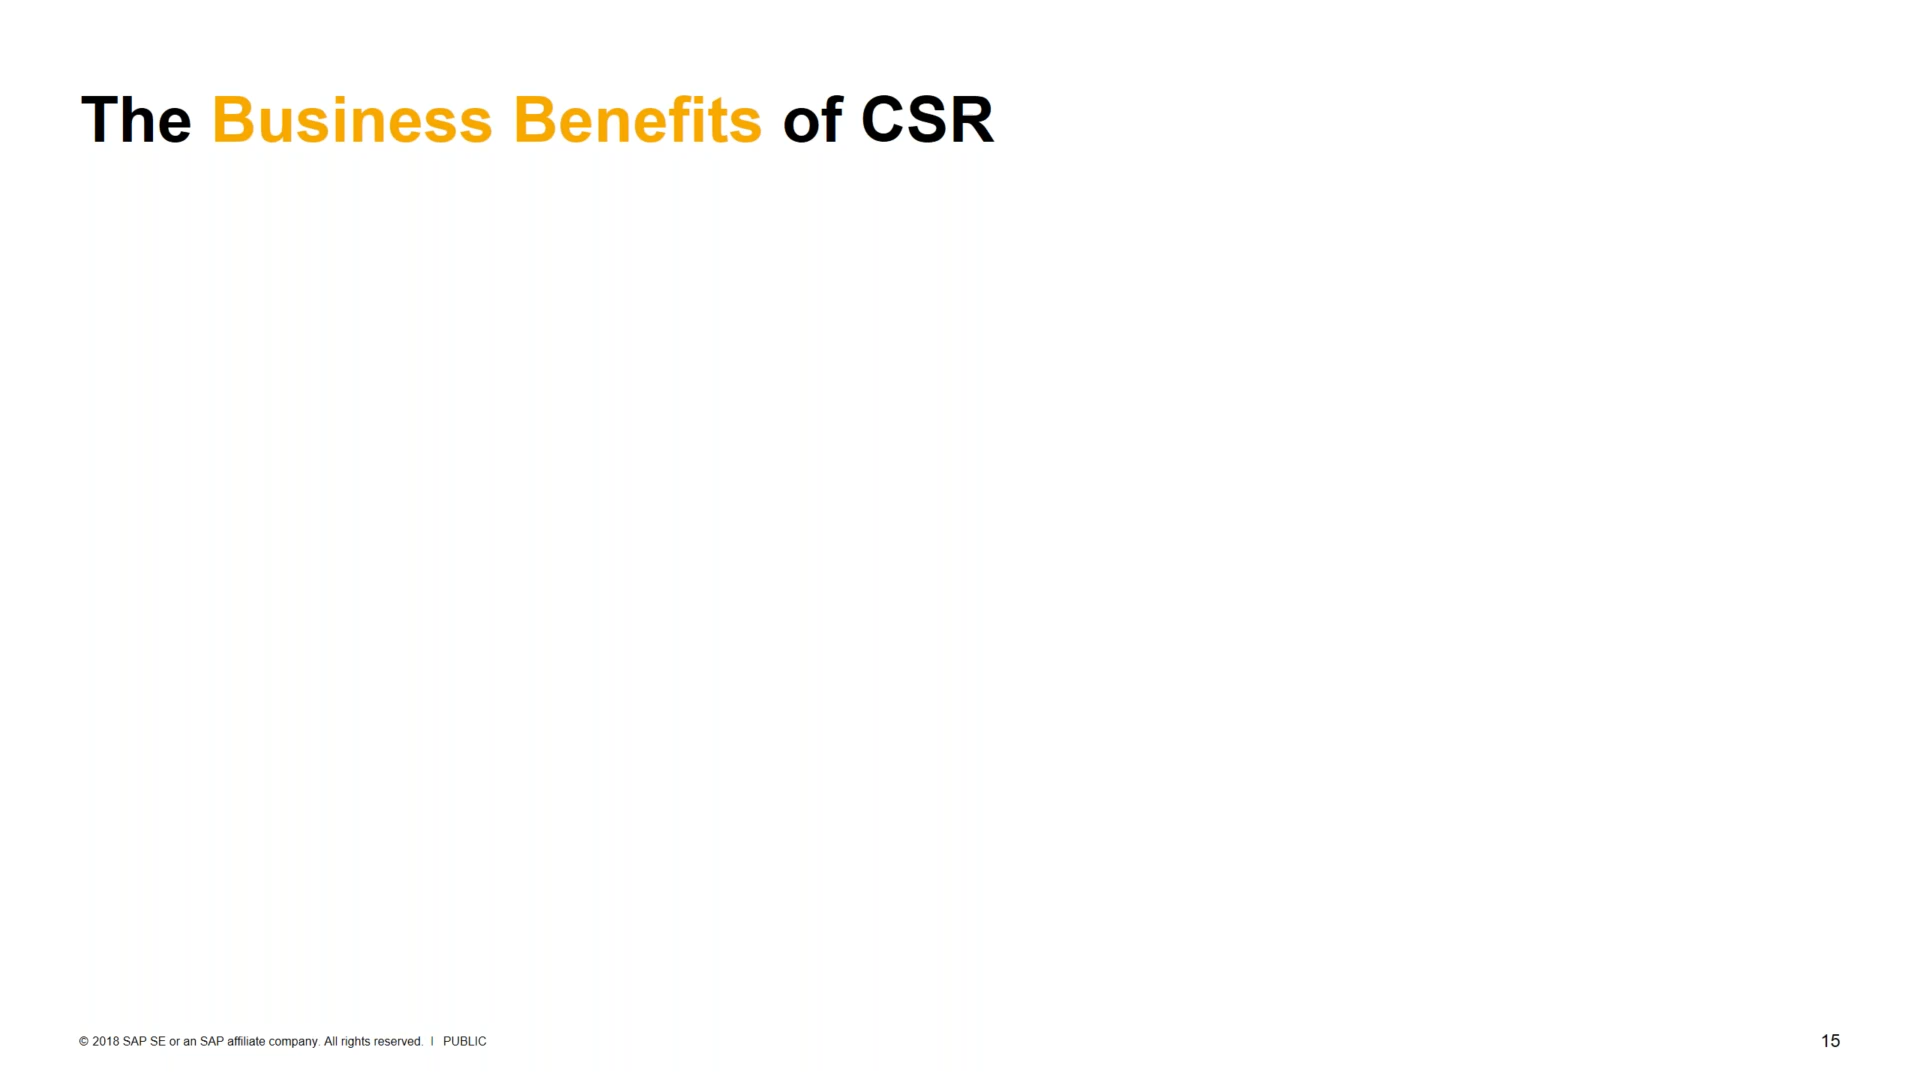 The Business Benefits of CSR
© 2018 SAP SE or an SAP affiliate company. All rights reserved. | PUBLIC
15